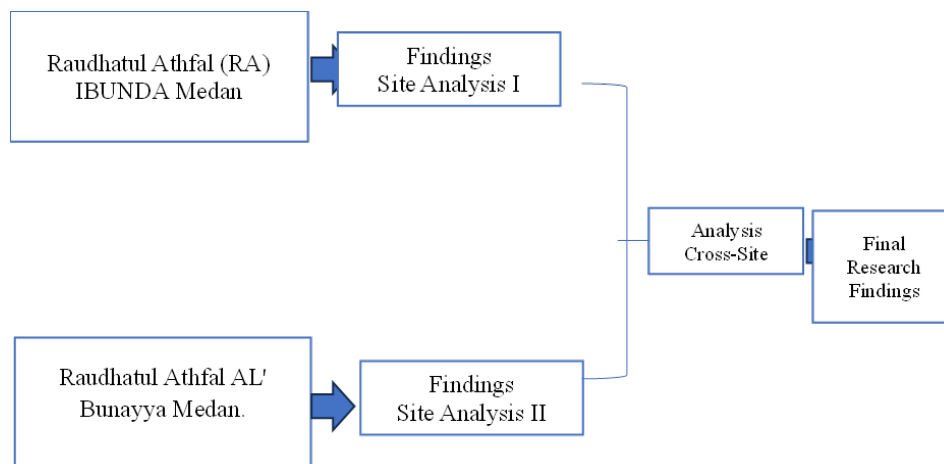 Raudhatul Athfal (RA)
IBUNDA Medan
Findings
Site Analysis I
Analysis
Cross-Site
Final
Research
Findings
Raudhatul Athfal AL'
Bunayya Medan.
Findings
Site Analysis II